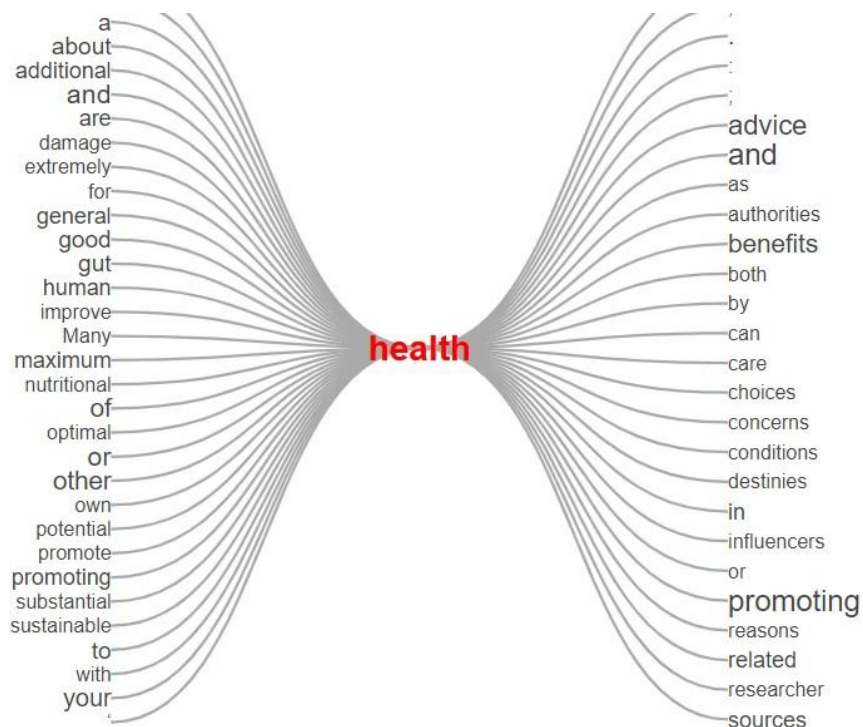 a
about
additional
and
are
damage
extremely
for
general
good
gut
human
improve
Many
maximum
nutritional
of
optimal
or
other
own
potential
promote
promoting
substantial
sustainable
to
with
your
‘
health
.
:
;
advice
and
as
authorities
benefits
both
by
can
care
choices
concerns
conditions
destinies
in
influencers
or
promoting
reasons
related
researcher
sources